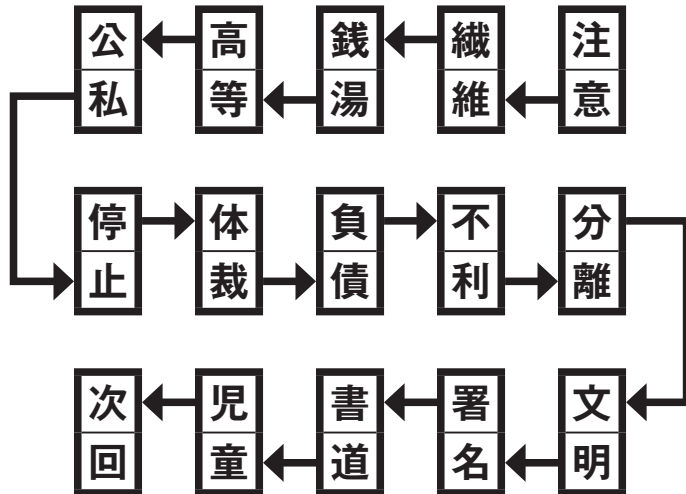 注意
繊維
銭湯
高等
公私
停止
体裁
負債
不利
分離
文明
署名
書道
児童
次回